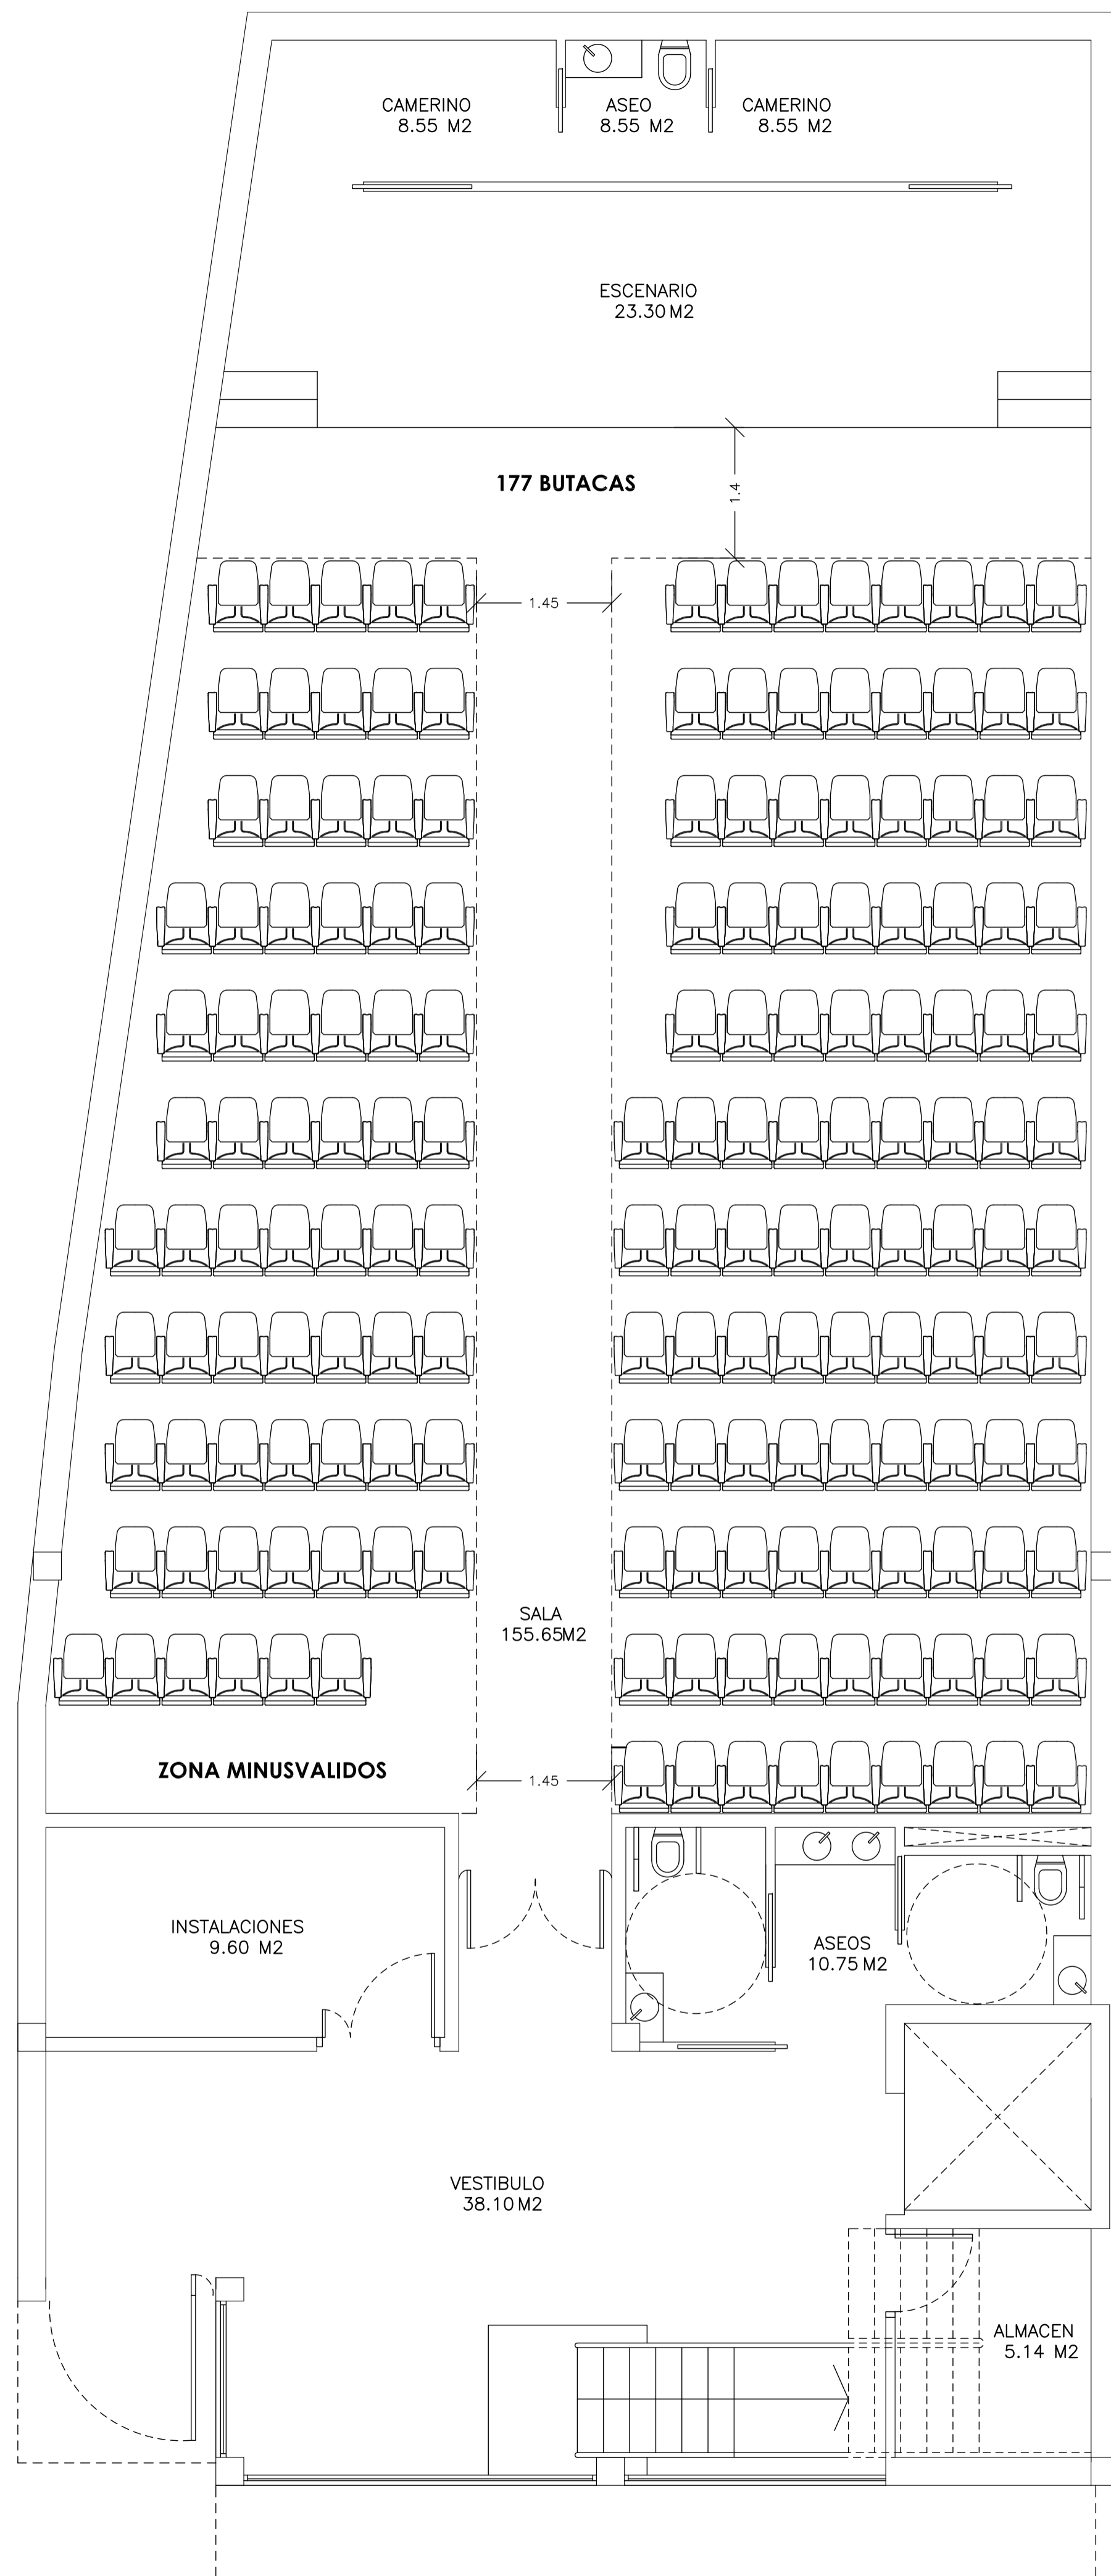 CAMERINO
8.55 M2
ASEO
8.55 M2
CAMERINO
8.55 M2
ESCENARIO
23.30 M2
177 BUTACAS
1.4
1.45
SALA
155.65M2
ZONA MINUSVALIDOS
1.45
INSTALACIONES
9.60 M2
ASEOS
10.75 M2
VESTIBULO
38.10 M2
ALMACEN
5.14 M2